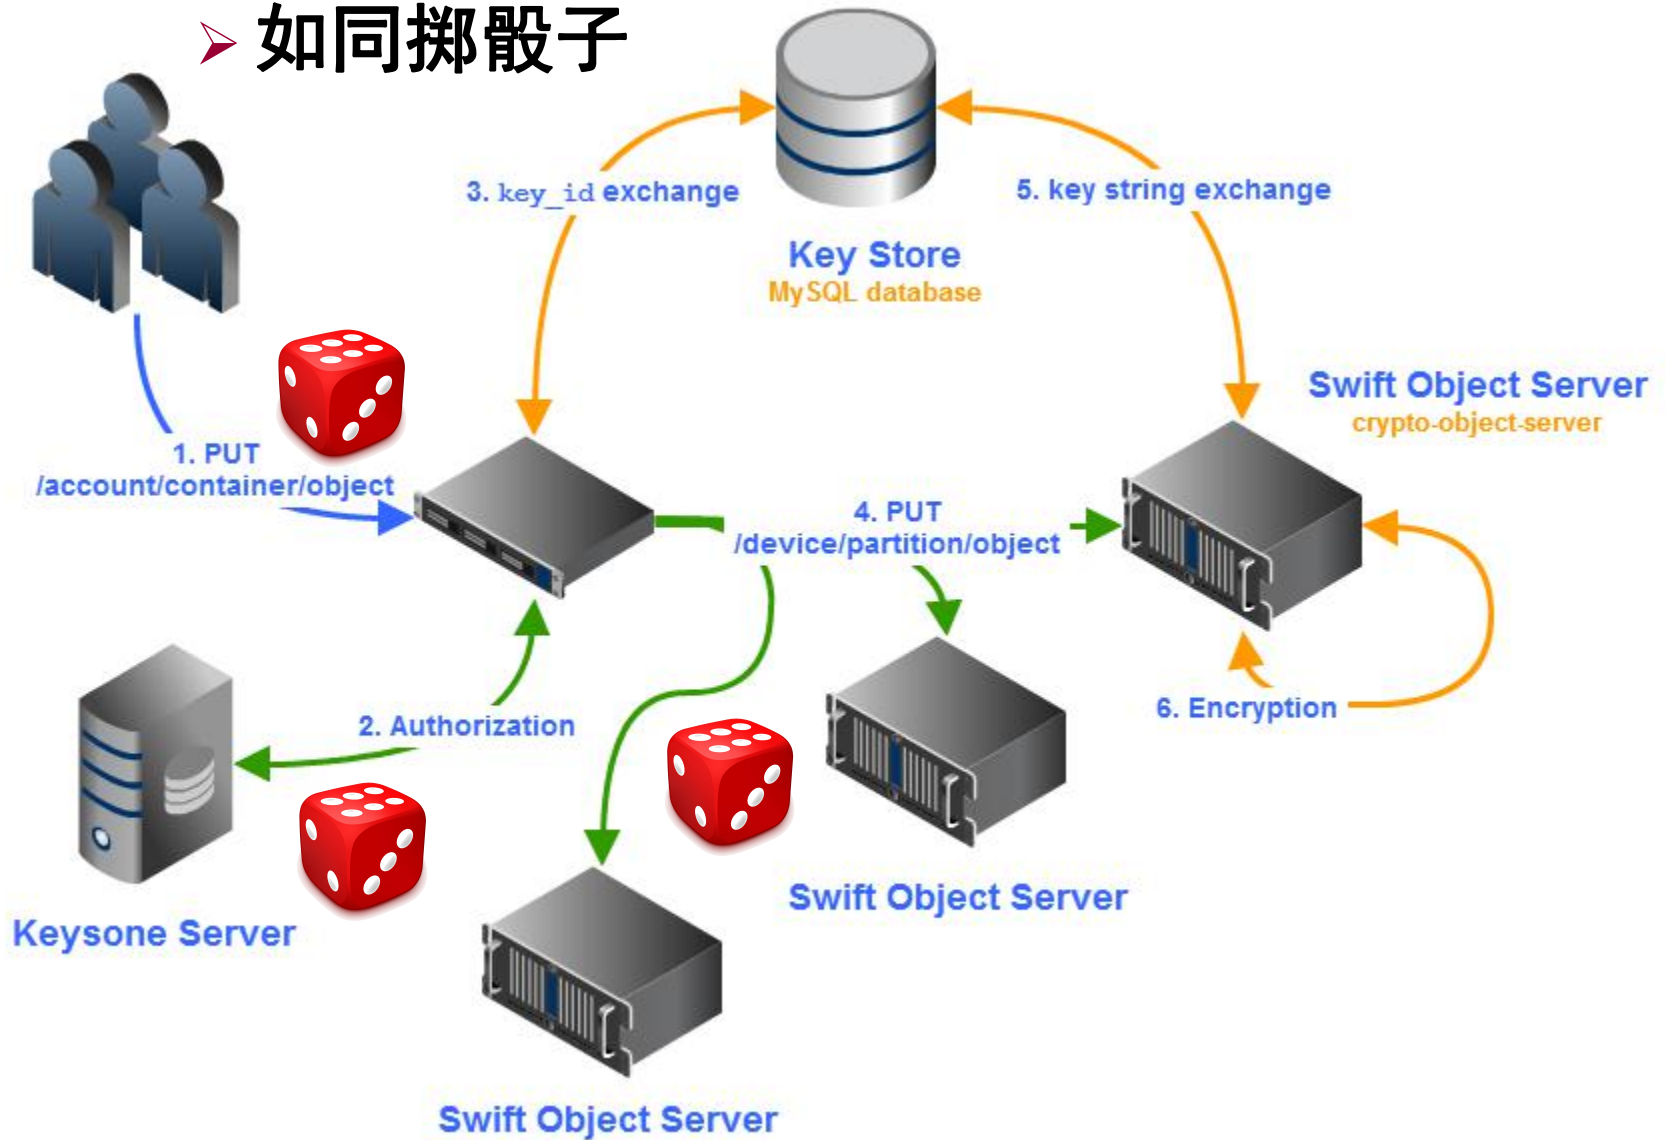 如同掷骰子
3. key_id exchange
5. key string exchange
Key Store
MySQL database
Swift Object Server
crypto-object-server
1. PUT
/account/container/object
4. PUT
/device/partition/object
2. Authorization
6. Encryption
Swift Object Server
Keysone Server
Swift Object Server